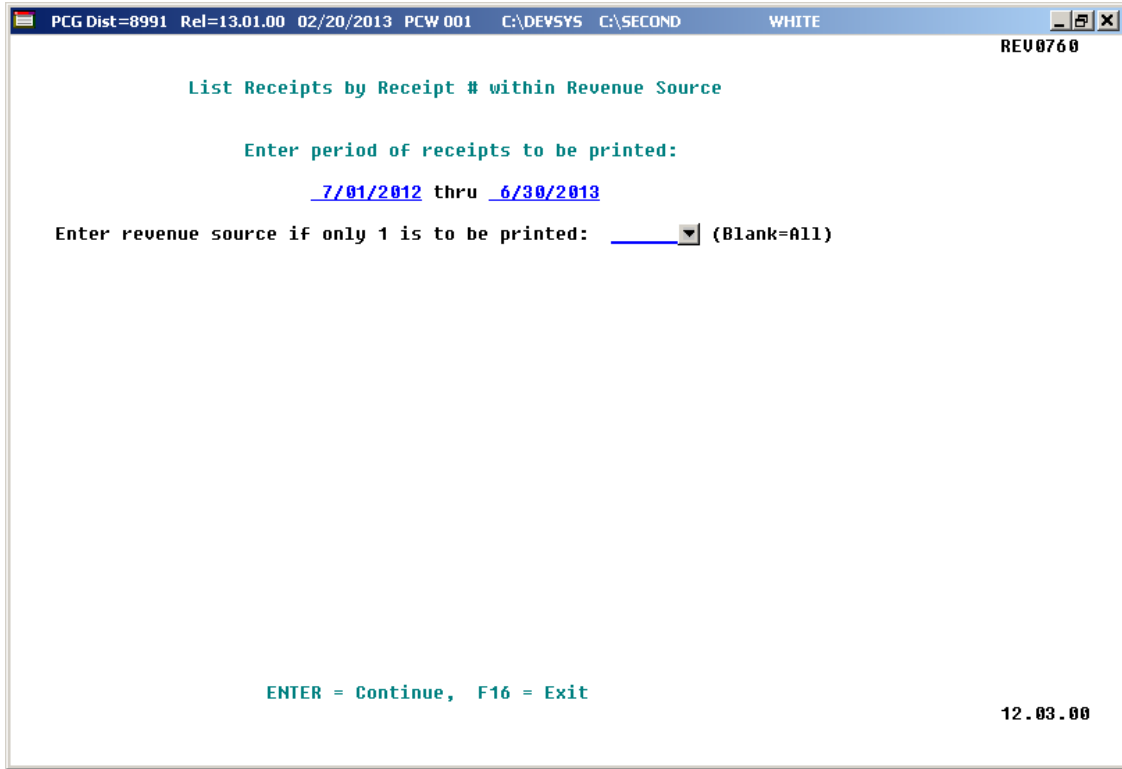 PCG Dist=8991 Rel=13.01.00 02/20/2013 PCW 001 C:\DEVSYS C:\SECOND WHITE
REV0760
List Receipts by Receipt # within Revenue Source
Enter period of receipts to be printed:
7/01/2012 thru 6/30/2013
Enter revenue source if only 1 is to be printed: (Blank=All)
ENTER = Continue, F16 = Exit
12.03.00